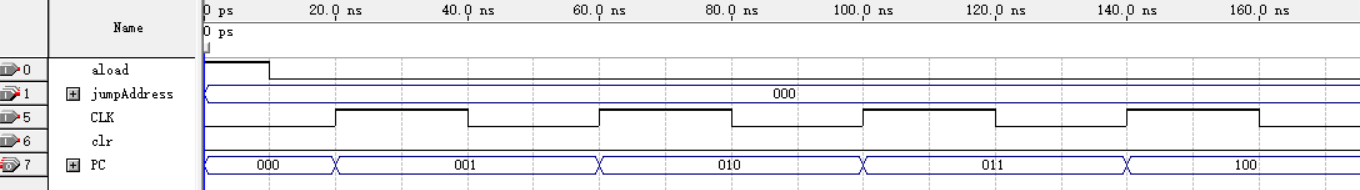 0 ps 20.0 ns 40.0 ns 60.0 ns 80.0 ns 100.0 ns 120.0 ns 140.0 ns 160.0 ns
Name
0 ps
0 aload
1 jumpAddress 000
5 CLK
6 clr
7 PC 000 001 010 011 100